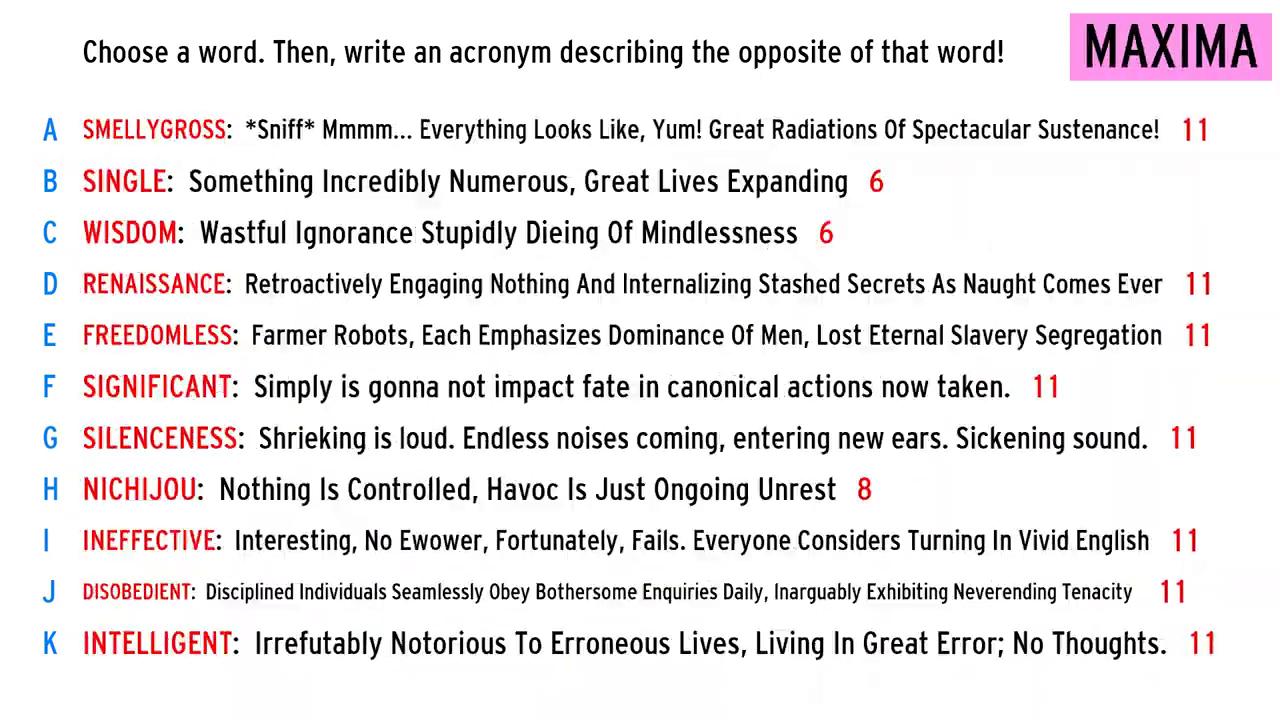 Choose a word. Then, write an acronym describing the opposite of that word!
MAXIMA
A SMELLYGROSS: *Sniff* Mmmm... Everything Looks Like, Yum! Great Radiations Of Spectacular Sustenance! 11
B SINGLE: Something Incredibly Numerous, Great Lives Expanding 6
C WISDOM: Wastful Ignorance Stupidly Dieing Of Mindlessness 6
D RENAISSANCE: Retroactively Engaging Nothing And Internalizing Stashed Secrets As Naught Comes Ever 11
E FREEDOMLESS: Farmer Robots, Each Emphasizes Dominance Of Men, Lost Eternal Slavery Segregation 11
F SIGNIFICANT: Simply is gonna not impact fate in canonical actions now taken. 11
G SILENCENESS: Shrieking is loud. Endless noises coming, entering new ears. Sickening sound. 11
H NICHIJOU: Nothing Is Controlled, Havoc Is Just Ongoing Unrest 8
I INEFFECTIVE: Interesting, No Ewower, Fortunately, Fails. Everyone Considers Turning In Vivid English 11
J DISOBEDIENT: Disciplined Individuals Seamlessly Obey Bothersome Enquiries Daily, Inarguably Exhibiting Neverending Tenacity 11
K INTELLIGENT: Irrefutably Notorious To Erroneous Lives, Living In Great Error; No Thoughts. 11